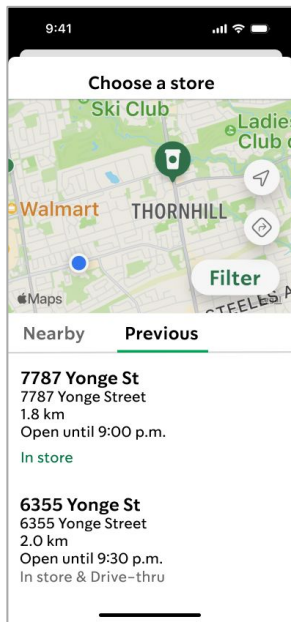 9:41
Choose a store
Ski Club
Ladies
Club
Walmart
THORNHILL
Filter
Maps
STEELES A
Nearby
Previous
7787 Yonge St
7787 Yonge Street
1.8 km
Open until 9:00 p.m.
In store
6355 Yonge St
6355 Yonge Street
2.0 km
Open until 9:30 p.m.
In store & Drive-thru